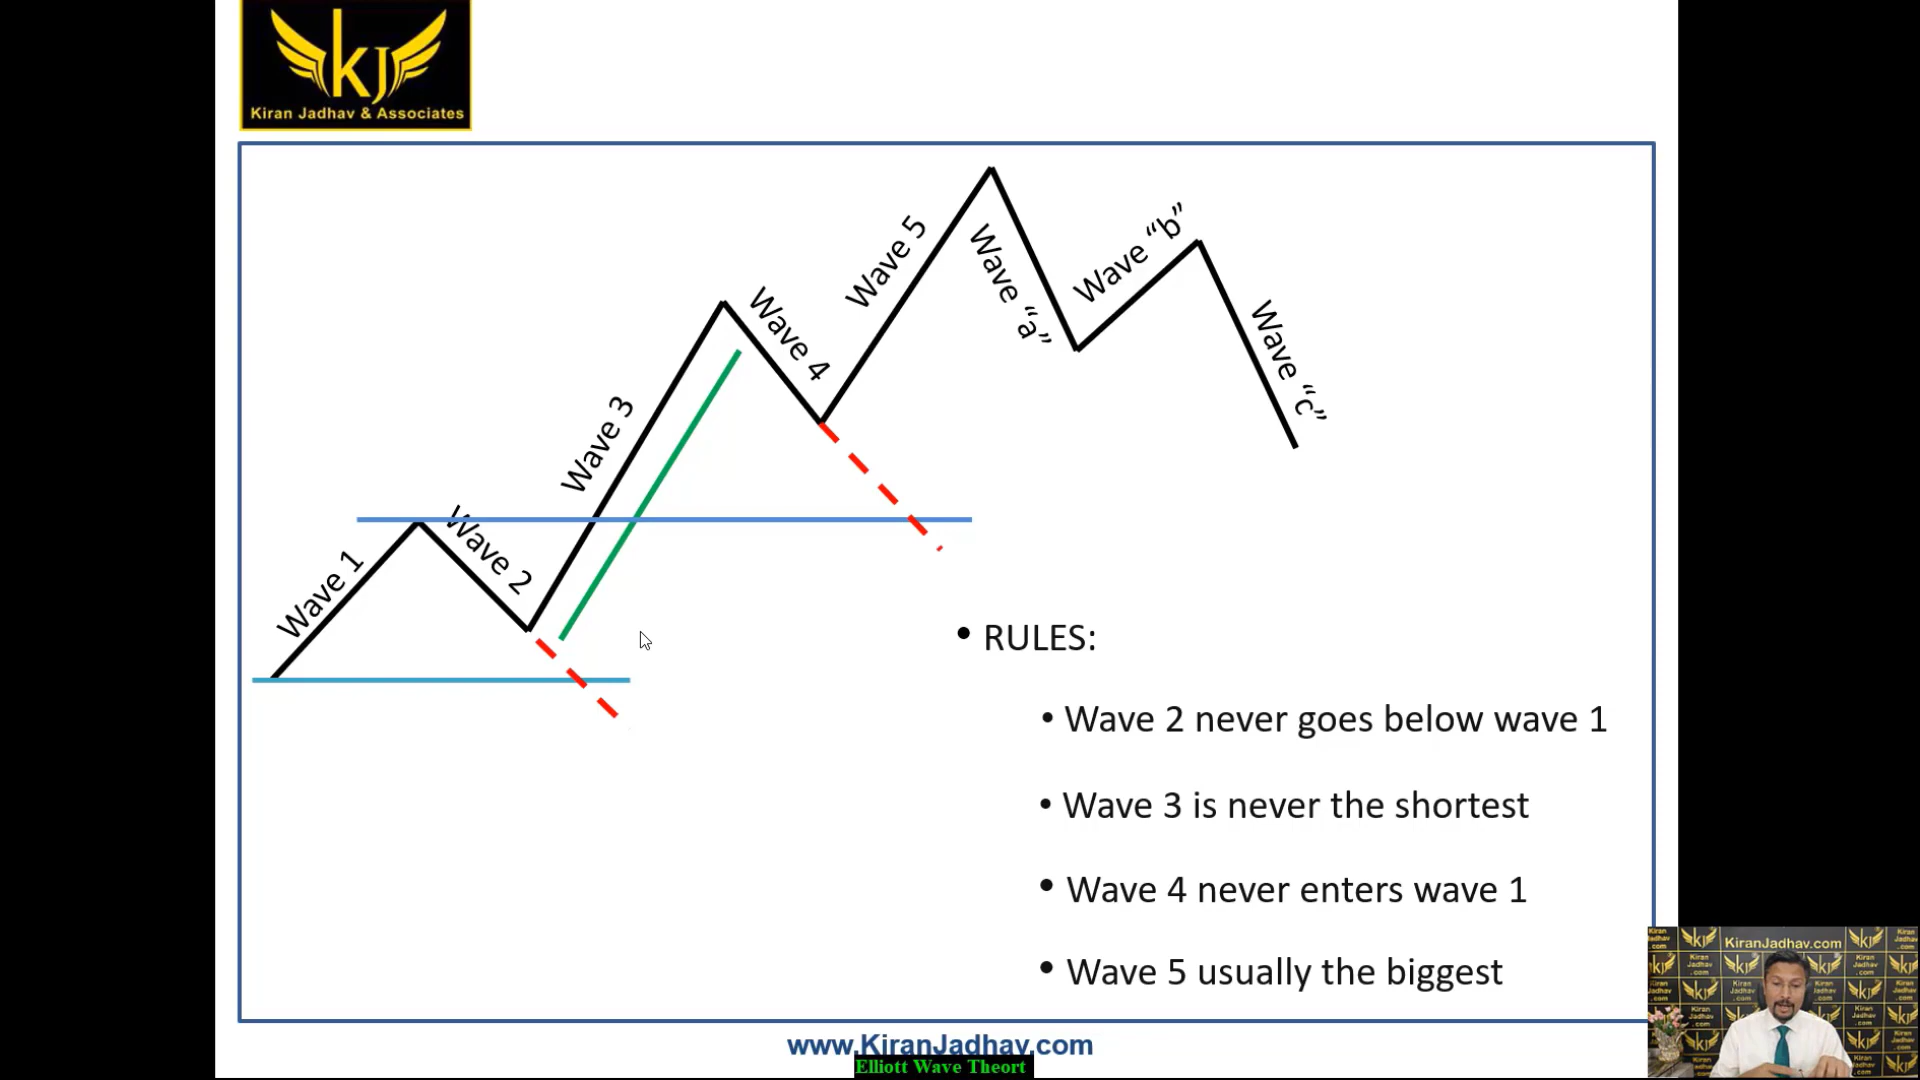 kJ
Kiran Jadhav & Associates
Wave 1
Wave 2
Wave 3
Wave 4
Wave 5
Wave “a”
Wave “b”
Wave “c”
• RULES:
• Wave 2 never goes below wave 1
• Wave 3 is never the shortest
• Wave 4 never enters wave 1
• Wave 5 usually the biggest
www.KiranJadhav.com
Elliott Wave Theort
KiranJadhav.com